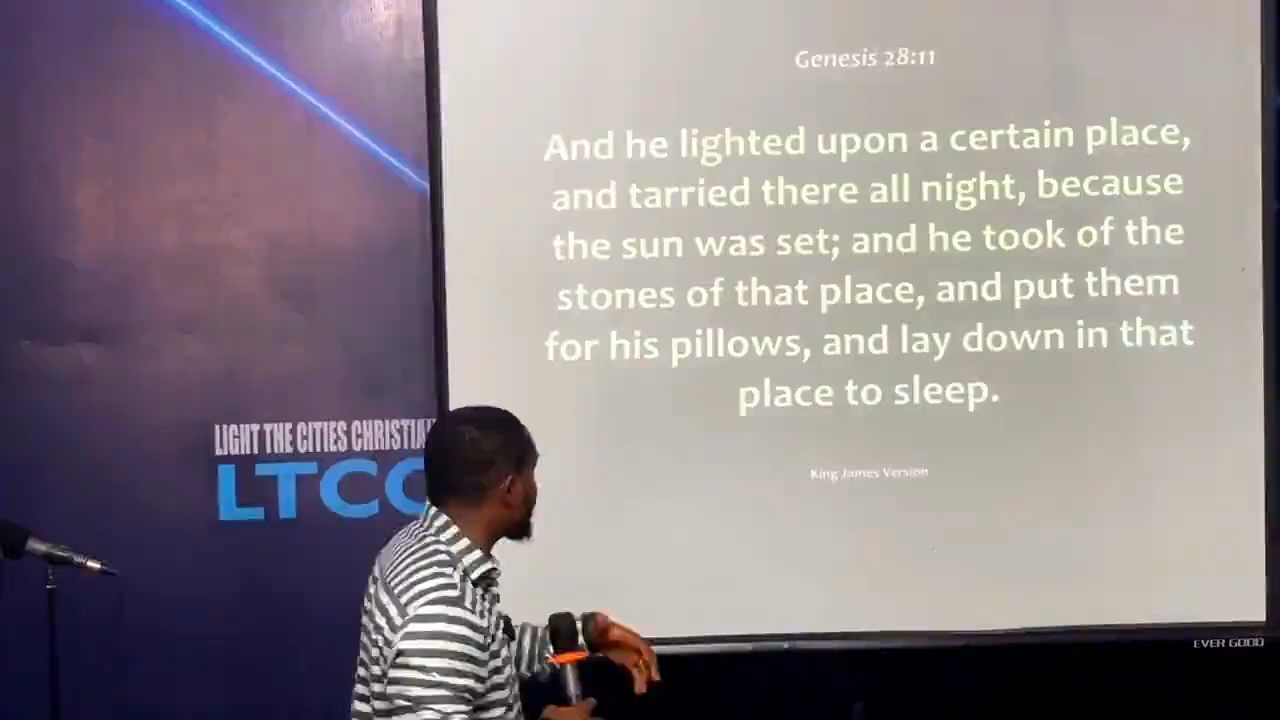 Genesis 28:11
And he lighted upon a certain place,
and tarried there all night, because
the sun was set; and he took of the
stones of that place, and put them
for his pillows, and lay down in that
place to sleep.
King James Version
LIGHT THE CITIES CHRISTIA
LTCC
EVER GOOD